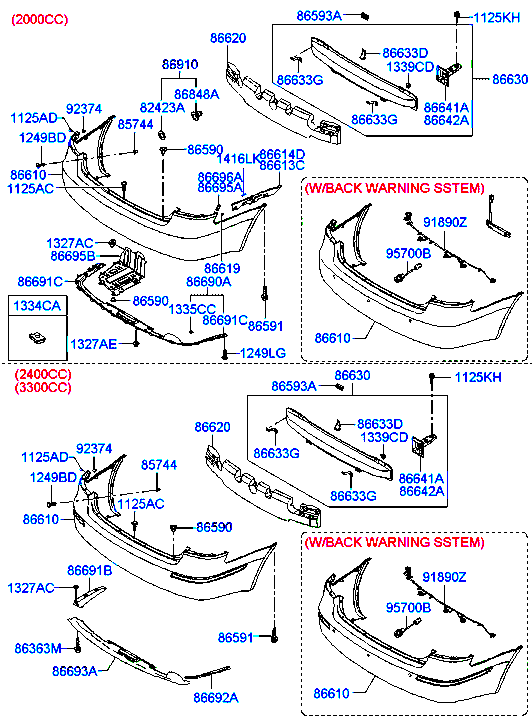 (2000CC)
86593A
1125KH
86620
86633D
1339CD
86910
86633G
86630
86848A
86641A
86642A
82423A
86633G
92374
1125AD
85744
1249BD
86590
1416LK
86614D
86613C
86610
86696A
86695A
1125AC
(W/BACK WARNING SSTEM)
91890Z
1327AC
86695B
95700B
86619
86691C
86690A
86590
1334CA
1335CC
86691C
86591
86610
1327AE
1249LG
(2400CC)
(3300CC)
86630
1125KH
86593A
86620
86633D
1339CD
92374
86633G
1125AD
85744
1249BD
86641A
86642A
86633G
1125AC
86610
86590
(W/BACK WARNING SSTEM)
86691B
91890Z
1327AC
95700B
86591
86363M
86693A
86692A
86610